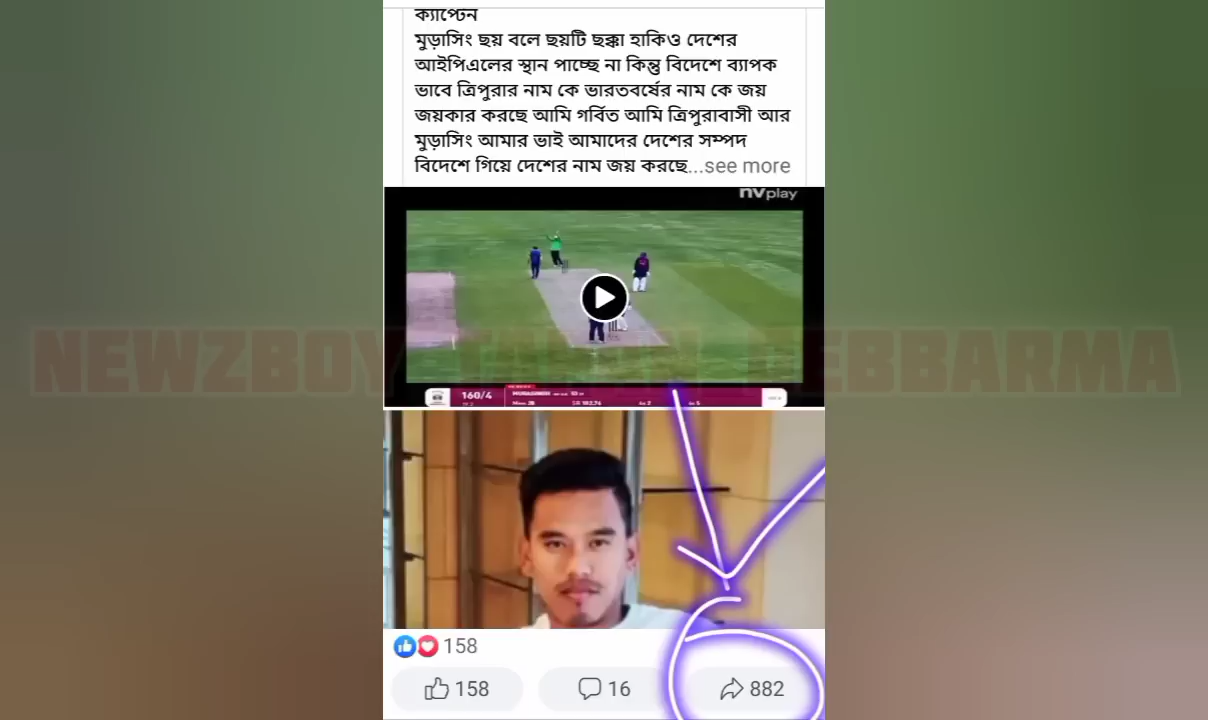 ক্যাপ্টেন
মুড়াসিং ছয় বলে ছয়টি ছক্কা হাকিও দেশের
আইপিএলের স্থান পাচ্ছে না কিন্তু বিদেশে ব্যাপক
ভাবে ত্রিপুরার নাম কে ভারতবর্ষের নাম কে জয়
জয়কার করছে আমি গর্বিত আমি ত্রিপুরাবাসী আর
মুড়াসিং আমার ভাই আমাদের দেশের সম্পদ
বিদেশে গিয়ে দেশের নাম জয় করছে...see more
nvplay
NEWZBOY DEBBARMA
160/4
158
158 16 882